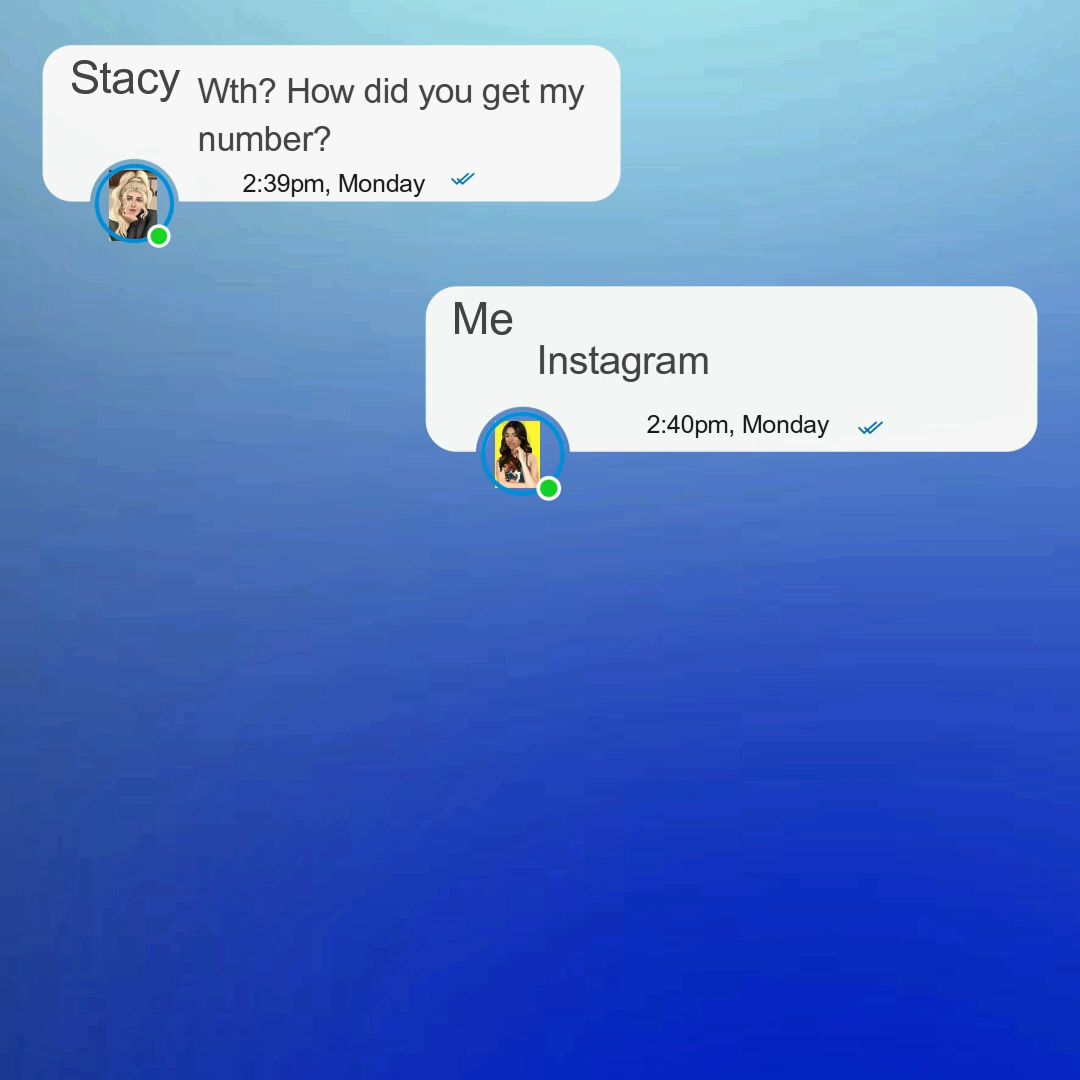 Stacy
Wth? How did you get my
number?
2:39pm, Monday
Me
Instagram
2:40pm, Monday